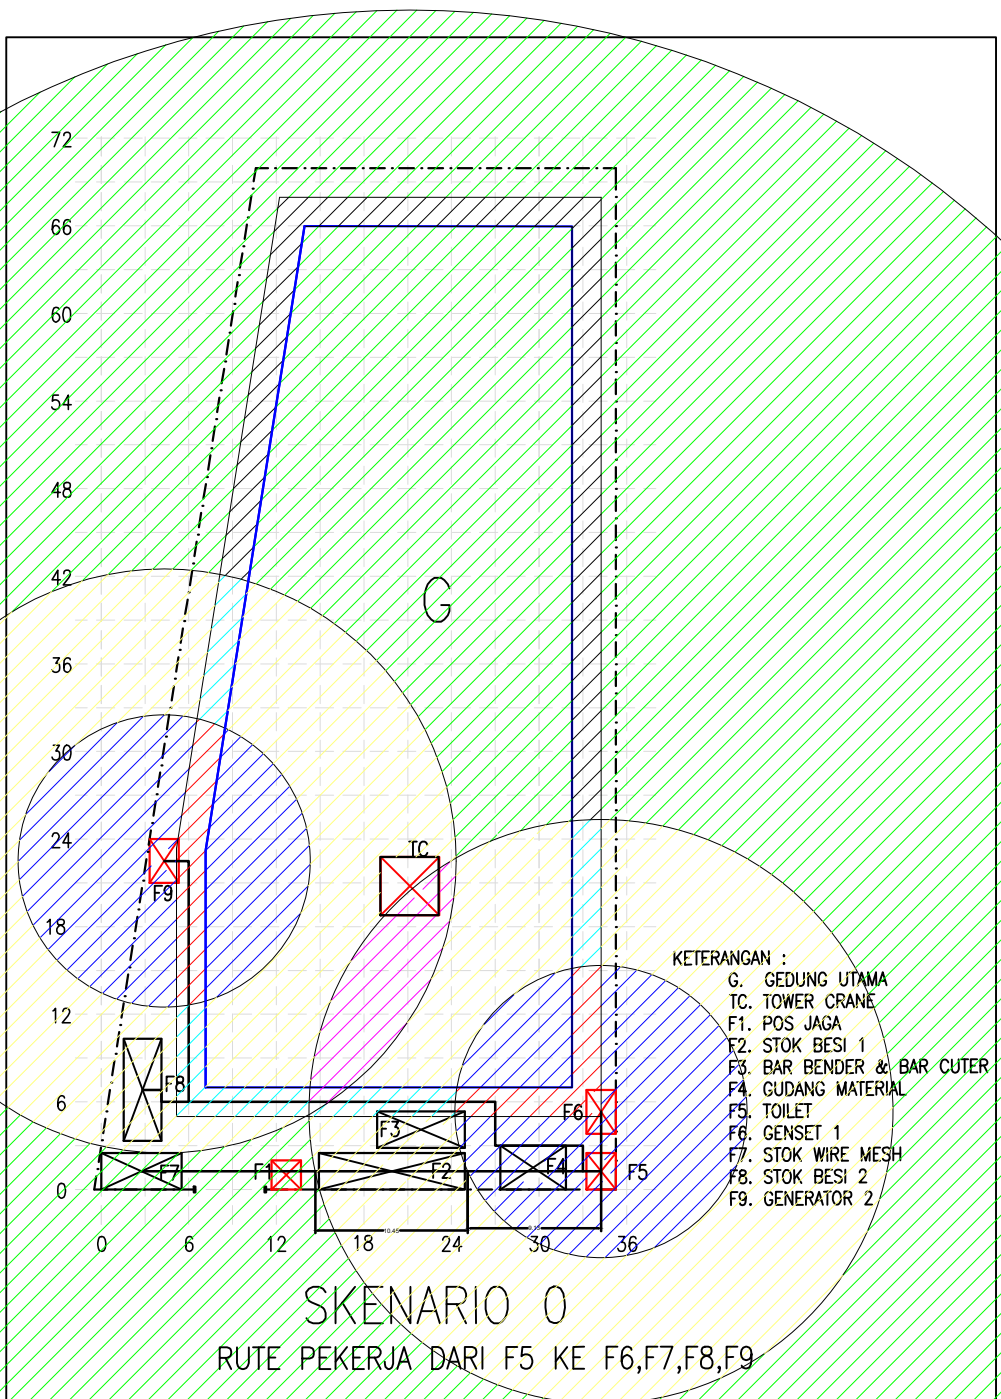 72
66
60
54
48
42
G
36
30
24
TC
F9
18
KETERANGAN :
G. GEDUNG UTAMA
TC. TOWER CRANE
12
F1. POS JAGA
F2. STOK BESI 1
F3. BAR BENDER & BAR CUTER
F8
F4. GUDANG MATERIAL
6
F5. TOILET
F6
F6. GENSET 1
F3
F7. STOK WIRE MESH
F7
F1
F2
F4
F5
F8. STOK BESI 2
0
F9. GENERATOR 2
10.45
0 6 12 18 24 30 36
SKENARIO 0
RUTE PEKERJA DARI F5 KE F6,F7,F8,F9